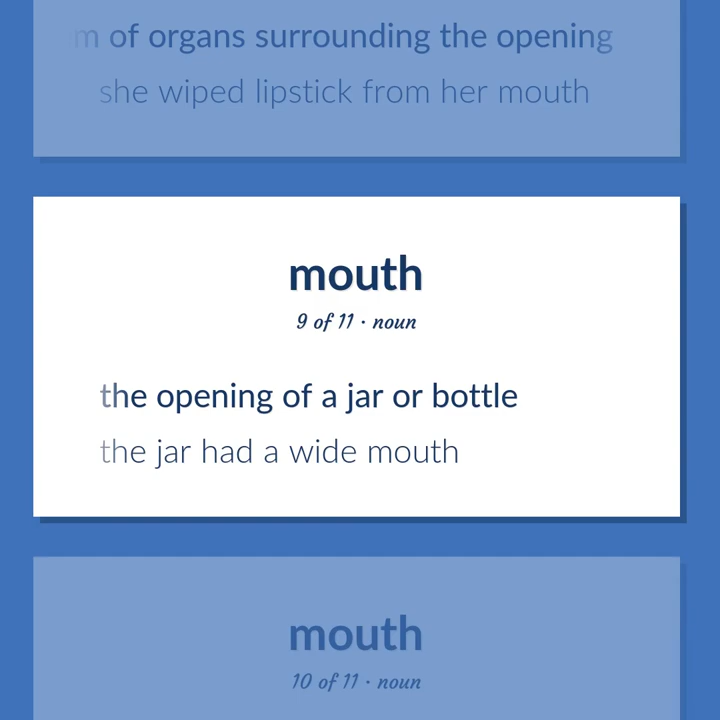 of organs surrounding the opening
she wiped lipstick from her mouth
mouth
9 of 11 · noun
the opening of a jar or bottle
the jar had a wide mouth
mouth
10 of 11 · noun